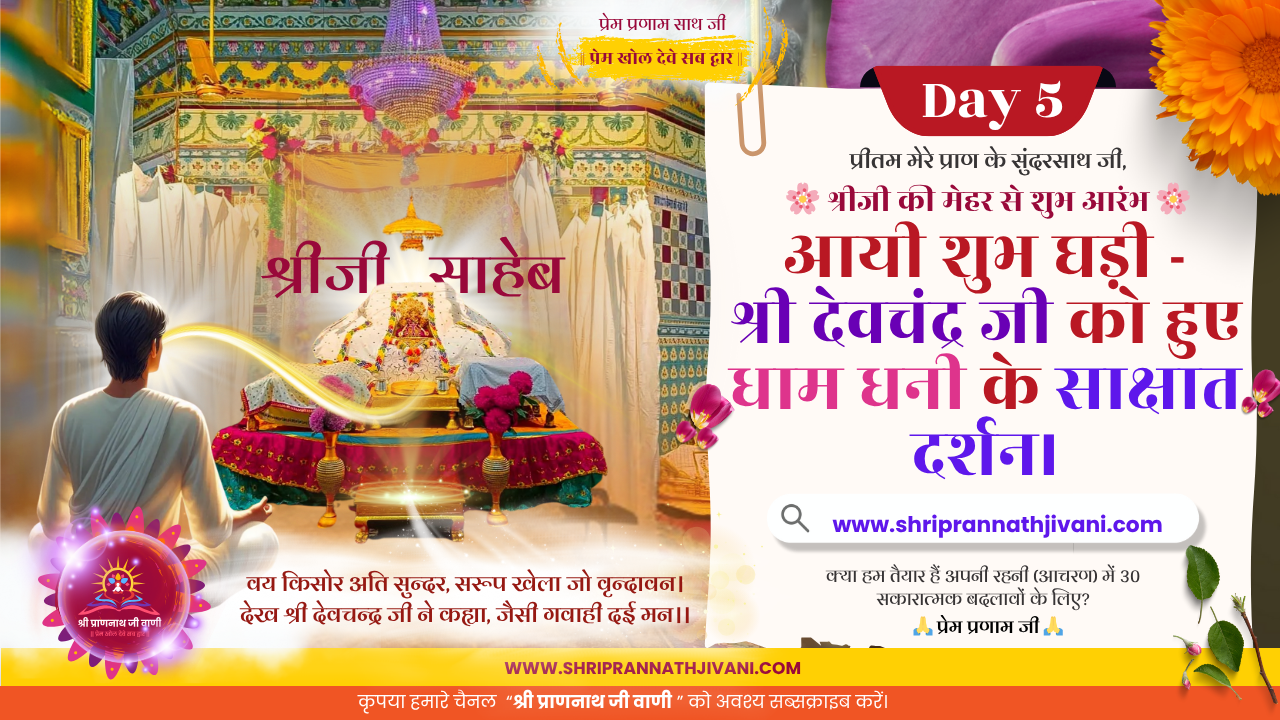 प्रेम प्रणाम साथ जी
॥ प्रेम खोल देवे सब द्वार ॥
Day 5
प्रीतम मेरे प्राण के सुंदरसाथ जी,
🌸 श्रीजी की मेहर से शुभ आरंभ 🌸
आयी शुभ घड़ी -
श्री देवचंद्र जी को हुए
धाम धनी के साक्षात
दर्शन।
www.shriprannathjivani.com
क्या हम तैयार हैं अपनी रहनी (आचरण) में 30
सकारात्मक बदलावों के लिए?
🙏 प्रेम प्रणाम जी 🙏
श्रीजी साहेब
वय किसोर अति सुन्दर, सरूप खेला जो वृन्दावन।
देख श्री देवचन्द्र जी ने कह्या, जैसी गवाही दई मन।।
श्री प्राणनाथ जी वाणी
॥ प्रेम खोल देवे सब द्वार ॥
WWW.SHRIPRANNATHJIVANI.COM
कृपया हमारे चैनल “श्री प्राणनाथ जी वाणी ” को अवश्य सब्सक्राइब करें।